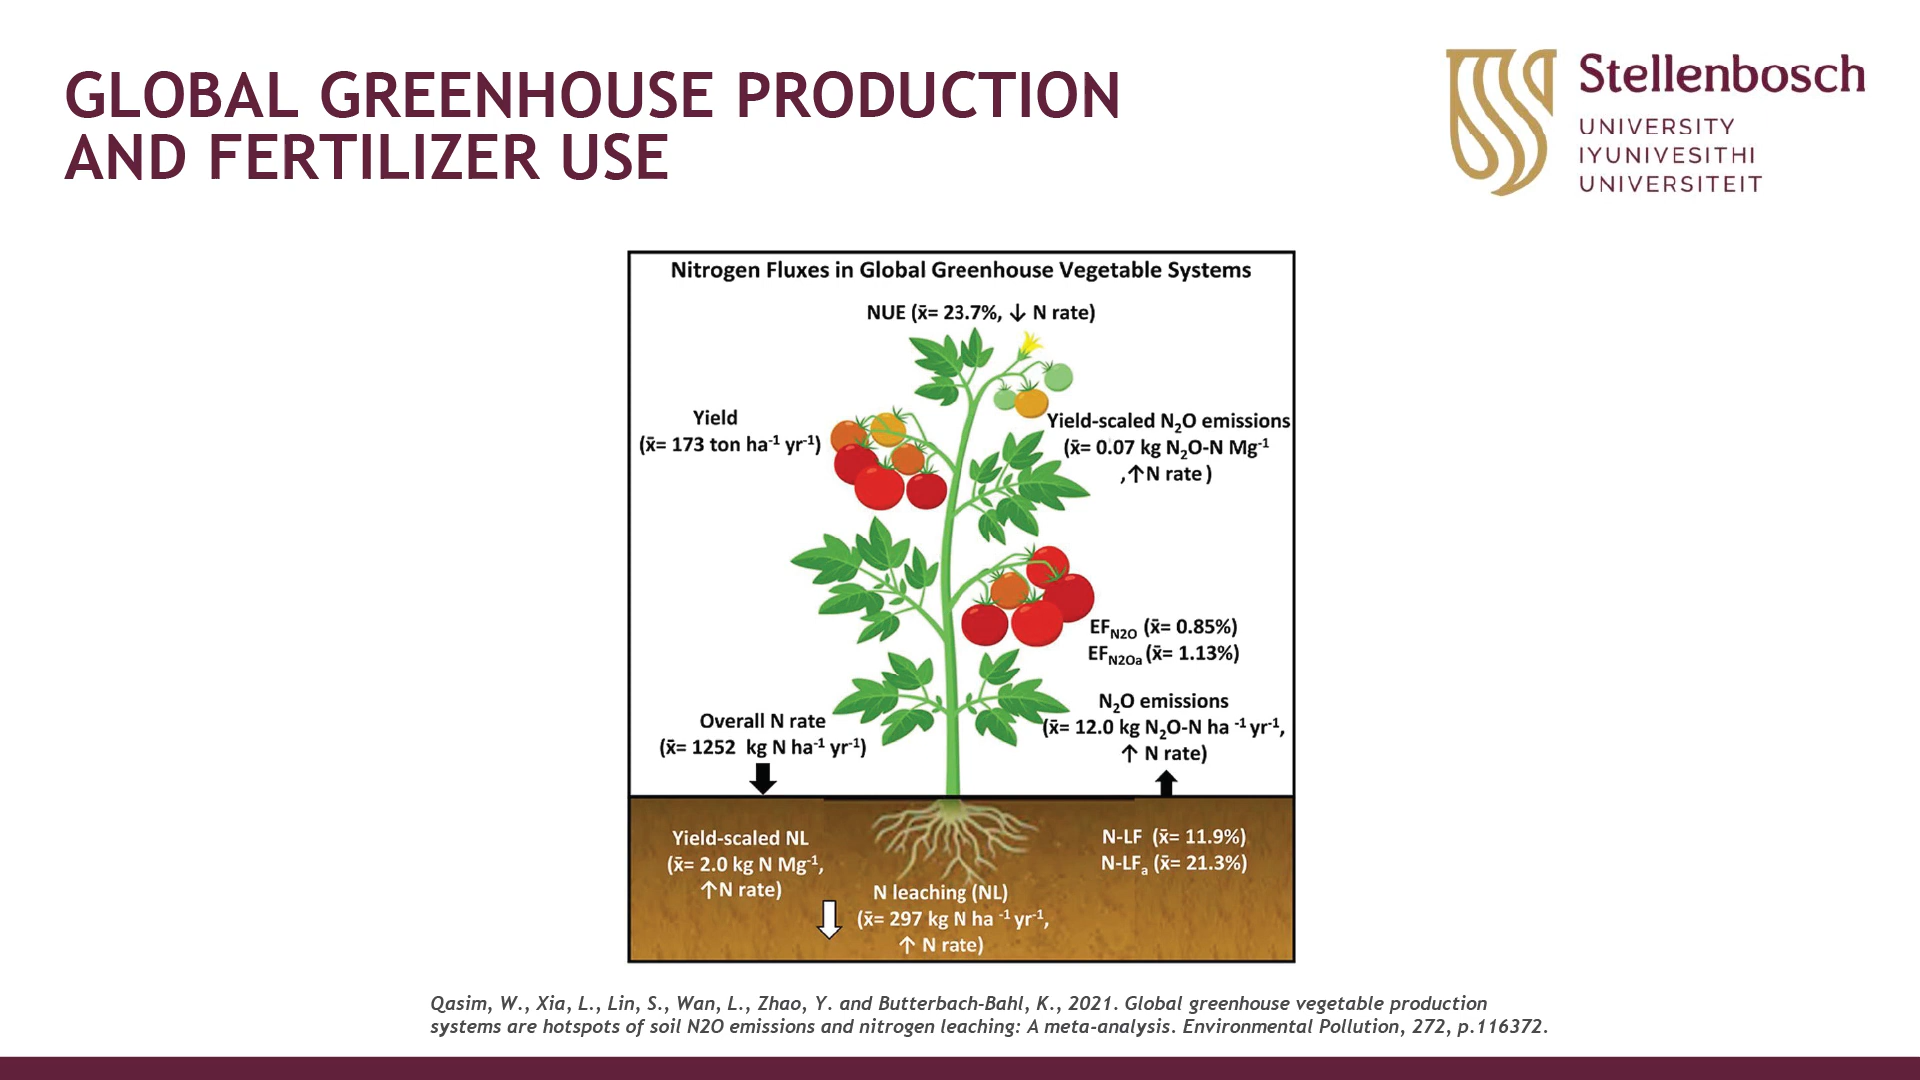 GLOBAL GREENHOUSE PRODUCTION
AND FERTILIZER USE
Stellenbosch
UNIVERSITY
IYUNIVESITHI
UNIVERSITEIT
Nitrogen Fluxes in Global Greenhouse Vegetable Systems
NUE (x̄= 23.7%, ↓ N rate)
Yield
(x̄= 173 ton ha⁻¹ yr⁻¹)
Yield-scaled N₂O emissions
(x̄= 0.07 kg N₂O-N Mg⁻¹
,↑N rate )
EF_N2O (x̄= 0.85%)
EF_N2Oa (x̄= 1.13%)
Overall N rate
(x̄= 1252 kg N ha⁻¹ yr⁻¹)
N₂O emissions
(x̄= 12.0 kg N₂O-N ha ⁻¹ yr⁻¹,
↑ N rate)
Yield-scaled NL
(x̄= 2.0 kg N Mg⁻¹,
↑N rate)
N leaching (NL)
(x̄= 297 kg N ha ⁻¹ yr⁻¹,
↑ N rate)
N-LF (x̄= 11.9%)
N-LFₐ (x̄= 21.3%)
Qasim, W., Xia, L., Lin, S., Wan, L., Zhao, Y. and Butterbach-Bahl, K., 2021. Global greenhouse vegetable production
systems are hotspots of soil N2O emissions and nitrogen leaching: A meta-analysis. Environmental Pollution, 272, p.116372.